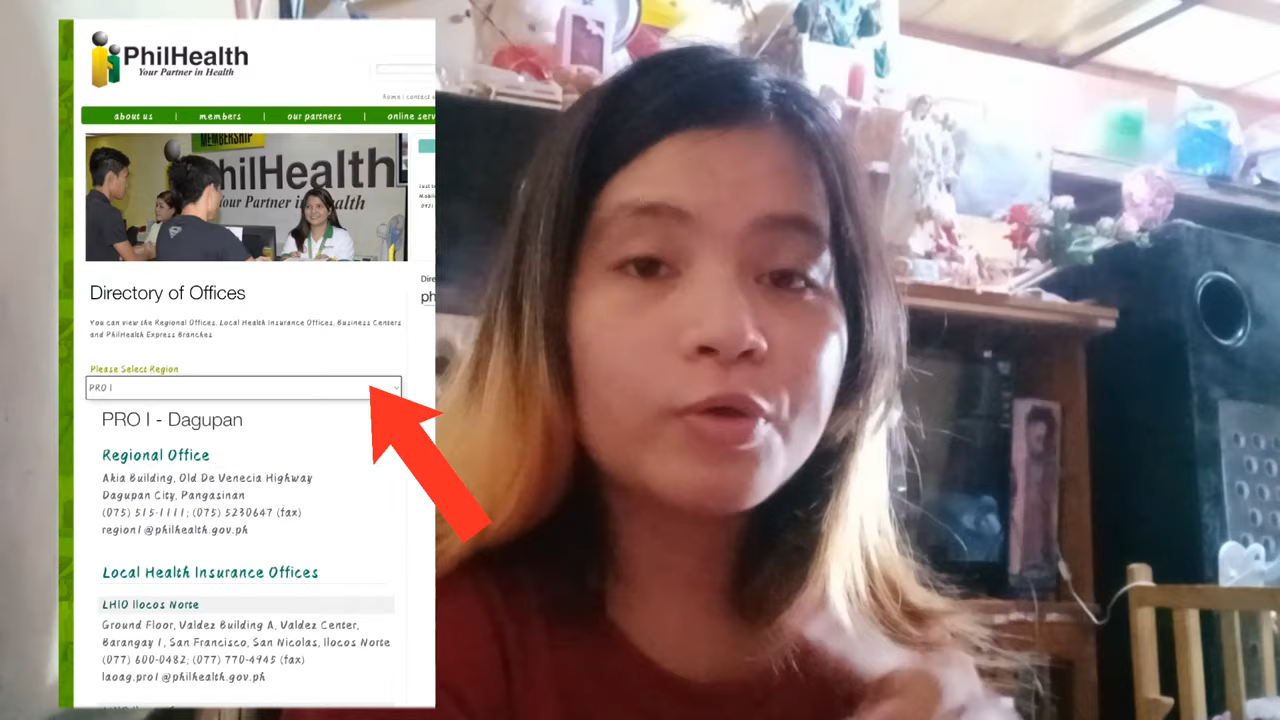 PhilHealth
Your Partner in Health
home | contact
about us | members | our partners | online serv
MEMBERSHIP
PhilHealth
Your Partner in Health
Directory of Offices
You can view the Regional Offices, Local Health Insurance Offices, Business Centers
and PhilHealth Express Branches
Please Select Region
PRO I
PRO I - Dagupan
Regional Office
Akia Building, Old De Venecia Highway
Dagupan City, Pangasinan
(075) 515-1111; (075) 5230647 (fax)
region1@philhealth.gov.ph
Local Health Insurance Offices
LHIO Ilocos Norte
Ground Floor, Valdez Building A, Valdez Center,
Barangay 1, San Francisco, San Nicolas, Ilocos Norte
(077) 600-0482; (077) 770-4945 (fax)
laoag.pro1@philhealth.gov.ph
Dire
ph